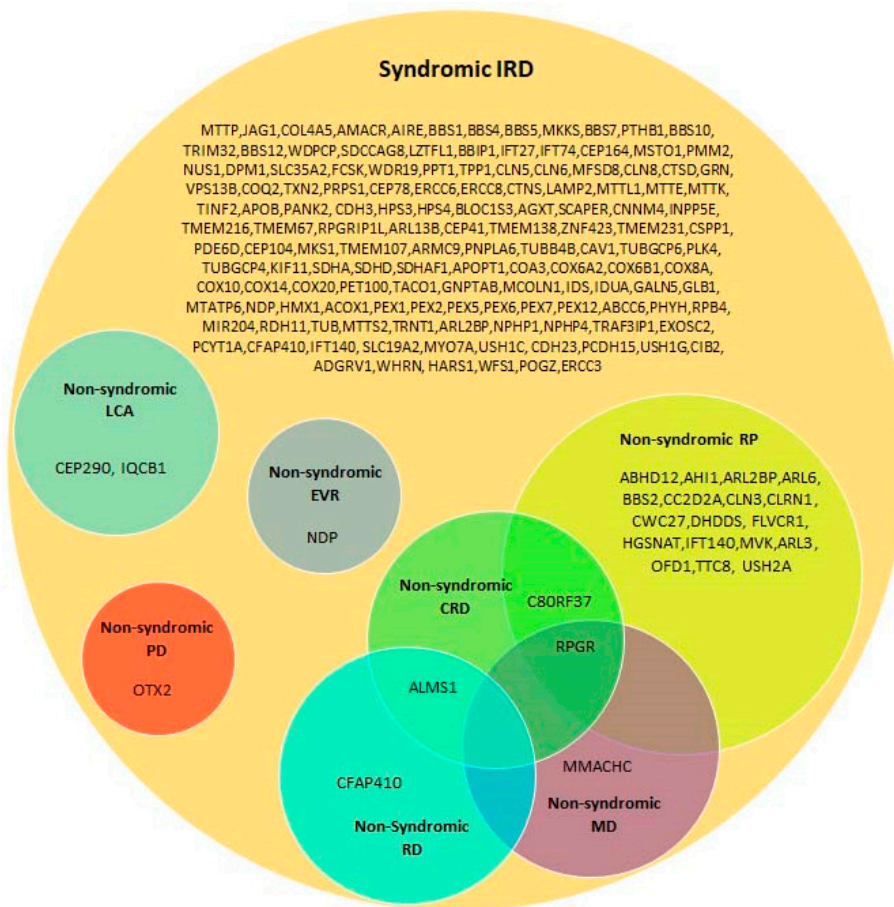 Syndromic IRD
MTTP,JAG1,COL4A5,AMACR,AIRE,BBS1,BBS4,BBS5,MKKS,BBS7,PTHB1,BBS10,
TRIM32,BBS12,WDPCP,SDCCAG8,LZTFL1,BBIP1,IFT27,IFT74,CEP164,MSTO1,PMM2,
NUS1,DPM1,SLC35A2,FCSK,WDR19,PPT1,TPP1,CLN5,CLN6,MFSD8,CLN8,CTSD,GRN,
VPS13B,COQ2,TXN2,PRPS1,CEP78,ERCC6,ERCC8,CTNS,LAMP2,MTTL1,MTTE,MTTK,
TINF2,APOB,PANK2, CDH3,HPS3,HPS4,BLOC1S3,AGXT,SCAPER,CNNM4,INPP5E,
TMEM216,TMEM67,RPGRIP1L,ARL13B,CEP41,TMEM138,ZNF423,TMEM231,CSPP1,
PDE6D,CEP104,MKS1,TMEM107,ARMC9,PNPLA6,TUBB4B,CAV1,TUBGCP6,PLK4,
TUBGCP4,KIF11,SDHA,SDHD,SDHAF1,APOPT1,COA3,COX6A2,COX6B1,COX8A,
COX10,COX14,COX20,PET100,TACO1,GNPTAB,MCOLN1,IDS,IDUA,GALN5,GLB1,
MTATP6,NDP,HMX1,ACOX1,PEX1,PEX2,PEX5,PEX6,PEX7,PEX12,ABCC6,PHYH,RPB4,
MIR204,RDH11,TUB,MTTS2,TRNT1,ARL2BP,NPHP1,NPHP4,TRAF3IP1,EXOSC2,
PCYT1A,CFAP410,IFT140, SLC19A2,MYO7A,USH1C, CDH23,PCDH15,USH1G,CIB2,
ADGRV1,WHRN, HARS1,WFS1,POGZ,ERCC3
Non-syndromic
LCA
CEP290, IQCB1
Non-syndromic
EVR
NDP
Non-syndromic RP
ABHD12,AHI1,ARL2BP,ARL6,
BBS2,CC2D2A,CLN3,CLRN1,
CWC27,DHDDS, FLVCR1,
HGSNAT,IFT140,MVK,ARL3,
OFD1,TTC8, USH2A
Non-syndromic
CRD
C80RF37
RPGR
Non-syndromic
PD
OTX2
ALMS1
CFAP410
Non-Syndromic
RD
MMACHC
Non-syndromic
MD